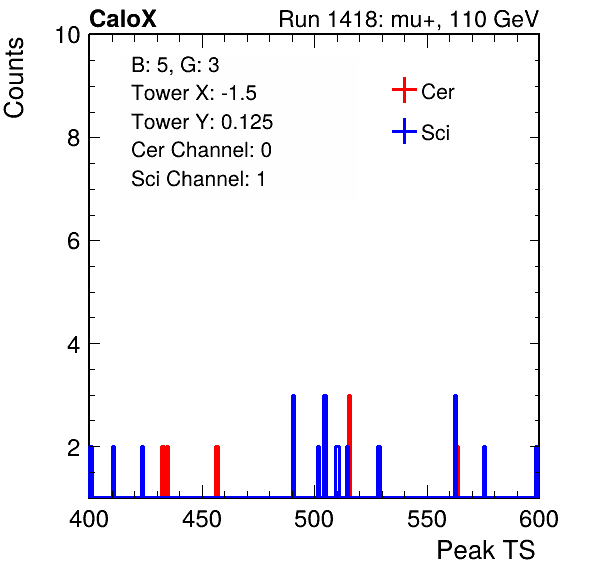 CaloX Run 1418: mu+, 110 GeV
Counts
10
8
6
4
2
B: 5, G: 3
Tower X: -1.5
Tower Y: 0.125
Cer Channel: 0
Sci Channel: 1
Cer
Sci
400 450 500 550 600
Peak TS